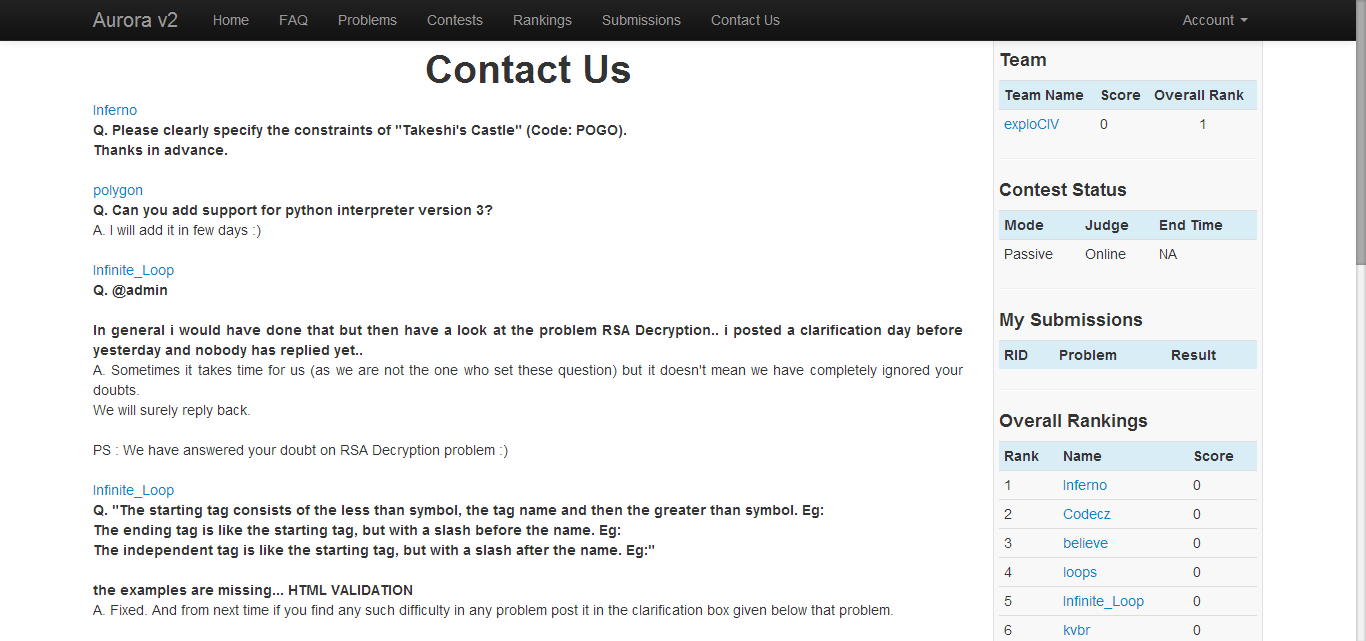 Aurora v2 Home FAQ Problems Contests Rankings Submissions Contact Us Account
Contact Us
Inferno
Q. Please clearly specify the constraints of "Takeshi's Castle" (Code: POGO).
Thanks in advance.
polygon
Q. Can you add support for python interpreter version 3?
A. I will add it in few days :)
Infinite_Loop
Q. @admin
In general i would have done that but then have a look at the problem RSA Decryption.. i posted a clarification day before
yesterday and nobody has replied yet..
A. Sometimes it takes time for us (as we are not the one who set these question) but it doesn't mean we have completely ignored your
doubts.
We will surely reply back.
PS : We have answered your doubt on RSA Decryption problem :)
Infinite_Loop
Q. "The starting tag consists of the less than symbol, the tag name and then the greater than symbol. Eg:
The ending tag is like the starting tag, but with a slash before the name. Eg:
The independent tag is like the starting tag, but with a slash after the name. Eg:"
the examples are missing... HTML VALIDATION
A. Fixed. And from next time if you find any such difficulty in any problem post it in the clarification box given below that problem.
Team
Team Name Score Overall Rank
exploCIV 0 1
Contest Status
Mode Judge End Time
Passive Online NA
My Submissions
RID Problem Result
Overall Rankings
Rank Name Score
1 Inferno 0
2 Codecz 0
3 believe 0
4 loops 0
5 Infinite_Loop 0
6 kvbr 0